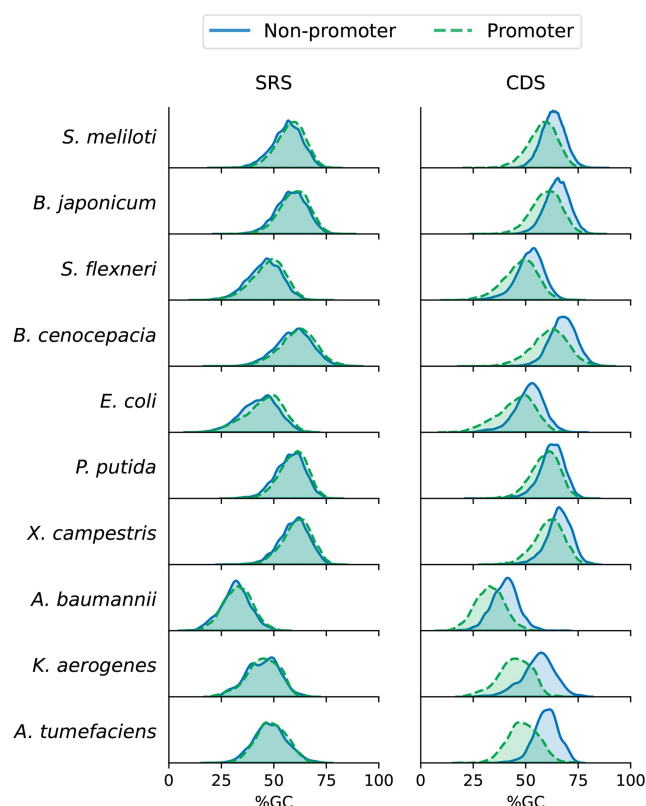 Non-promoter Promoter
SRS CDS
S. meliloti
B. japonicum
S. flexneri
B. cenocepacia
E. coli
P. putida
X. campestris
A. baumannii
K. aerogenes
A. tumefaciens
0 25 50 75 100 0 25 50 75 100
%GC %GC